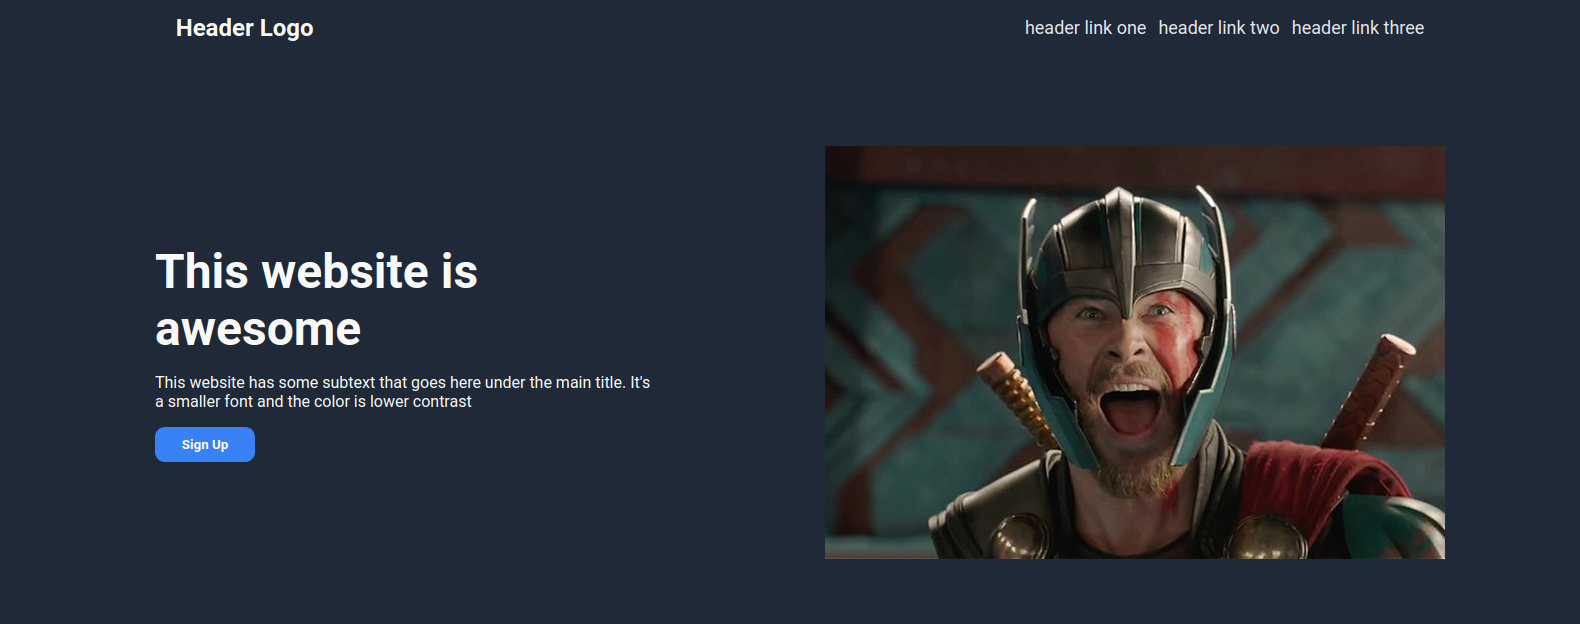 Header Logo
header link one header link two header link three
This website is
awesome
This website has some subtext that goes here under the main title. It's
a smaller font and the color is lower contrast
Sign Up